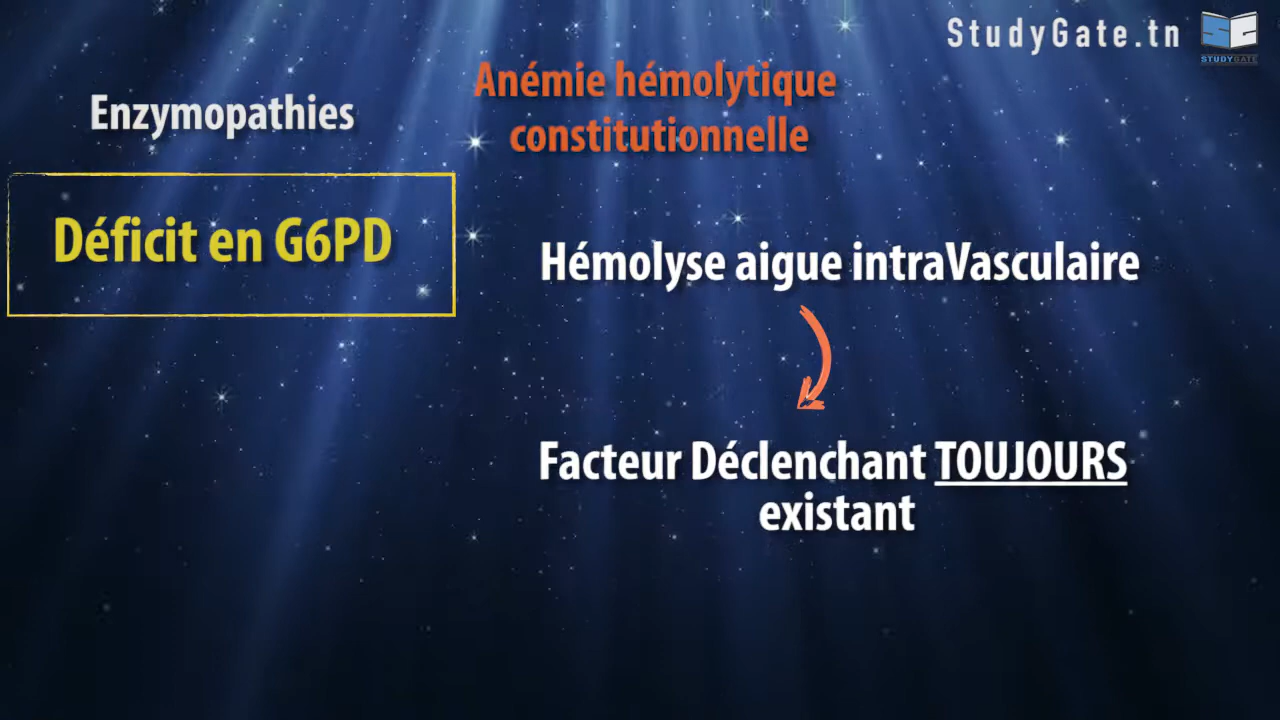 StudyGate.tn
STUDYGATE
Enzymopathies
Anémie hémolytique
constitutionnelle
Déficit en G6PD
Hémolyse aigue intraVasculaire
Facteur Déclenchant TOUJOURS
existant